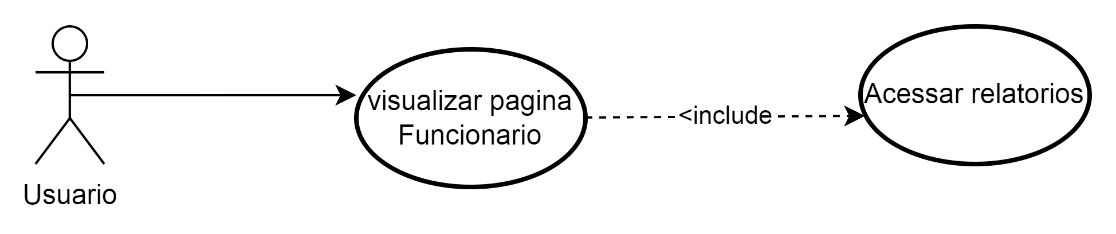 visualizar pagina
Funcionario
<include
Acessar relatorios
Usuario